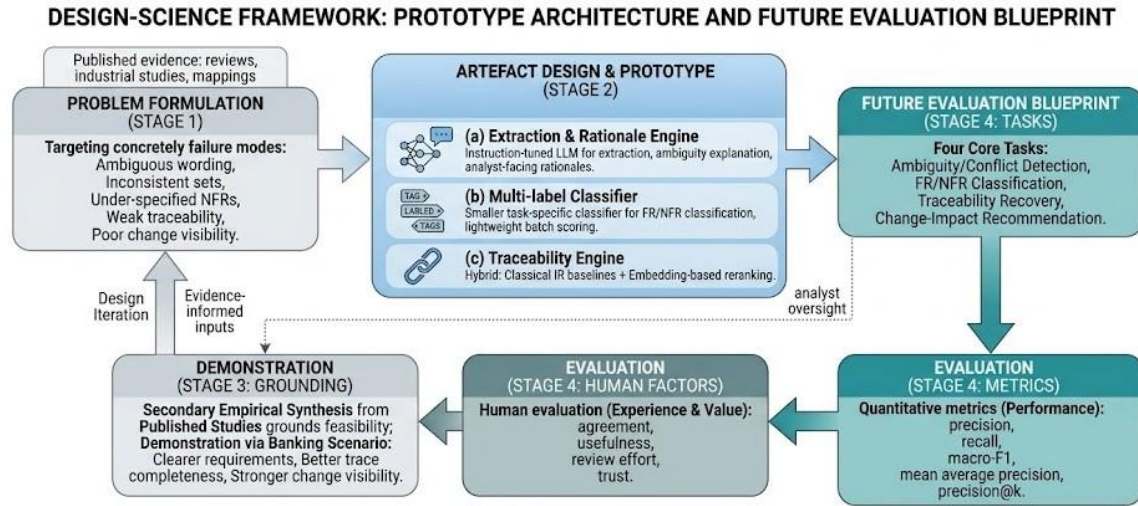 DESIGN-SCIENCE FRAMEWORK: PROTOTYPE ARCHITECTURE AND FUTURE EVALUATION BLUEPRINT
Published evidence: reviews,
industrial studies, mappings
PROBLEM FORMULATION
(STAGE 1)
Targeting concretely failure modes:
Ambiguous wording,
Inconsistent sets,
Under-specified NFRs,
Weak traceability,
Poor change visibility.
ARTEFACT DESIGN & PROTOTYPE
(STAGE 2)
(a) Extraction & Rationale Engine
Instruction-tuned LLM for extraction, ambiguity explanation,
analyst-facing rationales.
TAG
LABLED
TAGS
(b) Multi-label Classifier
Smaller task-specific classifier for FR/NFR classification,
lightweight batch scoring.
(c) Traceability Engine
Hybrid: Classical IR baselines + Embedding-based reranking.
FUTURE EVALUATION BLUEPRINT
(STAGE 4: TASKS)
Four Core Tasks:
Ambiguity/Conflict Detection,
FR/NFR Classification,
Traceability Recovery,
Change-Impact Recommendation.
Design
Iteration
Evidence-
informed
inputs
analyst
oversight
DEMONSTRATION
(STAGE 3: GROUNDING)
Secondary Empirical Synthesis from
Published Studies grounds feasibility;
Demonstration via Banking Scenario:
Clearer requirements, Better trace
completeness, Stronger change visibility.
EVALUATION
(STAGE 4: HUMAN FACTORS)
Human evaluation (Experience & Value):
agreement,
usefulness,
review effort,
trust.
EVALUATION
(STAGE 4: METRICS)
Quantitative metrics (Performance):
precision,
recall,
macro-F1,
mean average precision,
precision@k.